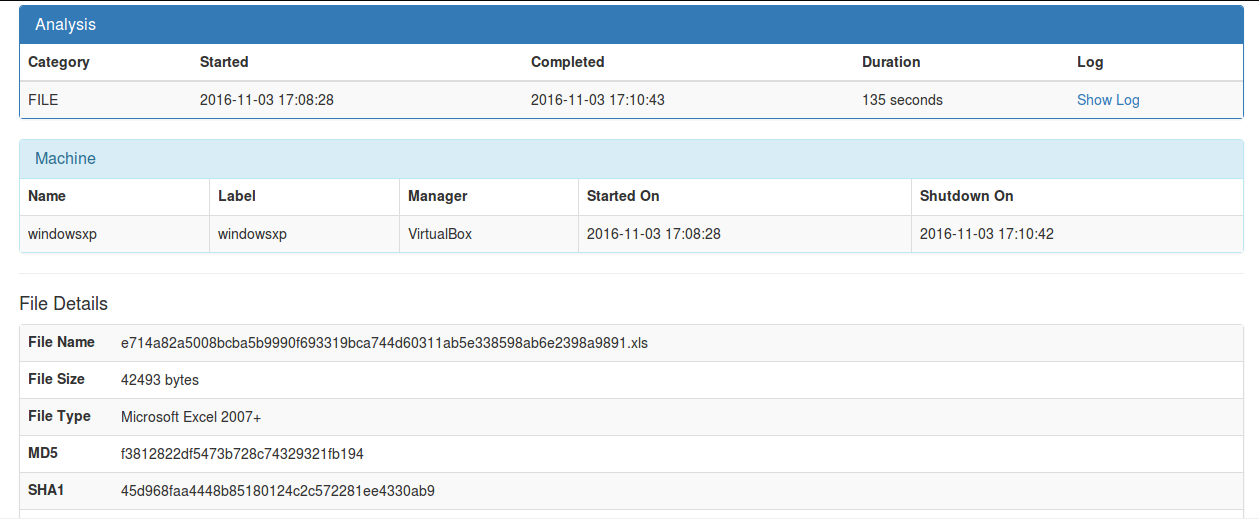 Analysis
Category Started Completed Duration Log
FILE 2016-11-03 17:08:28 2016-11-03 17:10:43 135 seconds Show Log
Machine
Name Label Manager Started On Shutdown On
windowsxp windowsxp VirtualBox 2016-11-03 17:08:28 2016-11-03 17:10:42
File Details
File Name e714a82a5008bcba5b9990f693319bca744d60311ab5e338598ab6e2398a9891.xls
File Size 42493 bytes
File Type Microsoft Excel 2007+
MD5 f3812822df5473b728c74329321fb194
SHA1 45d968faa4448b85180124c2c572281ee4330ab9